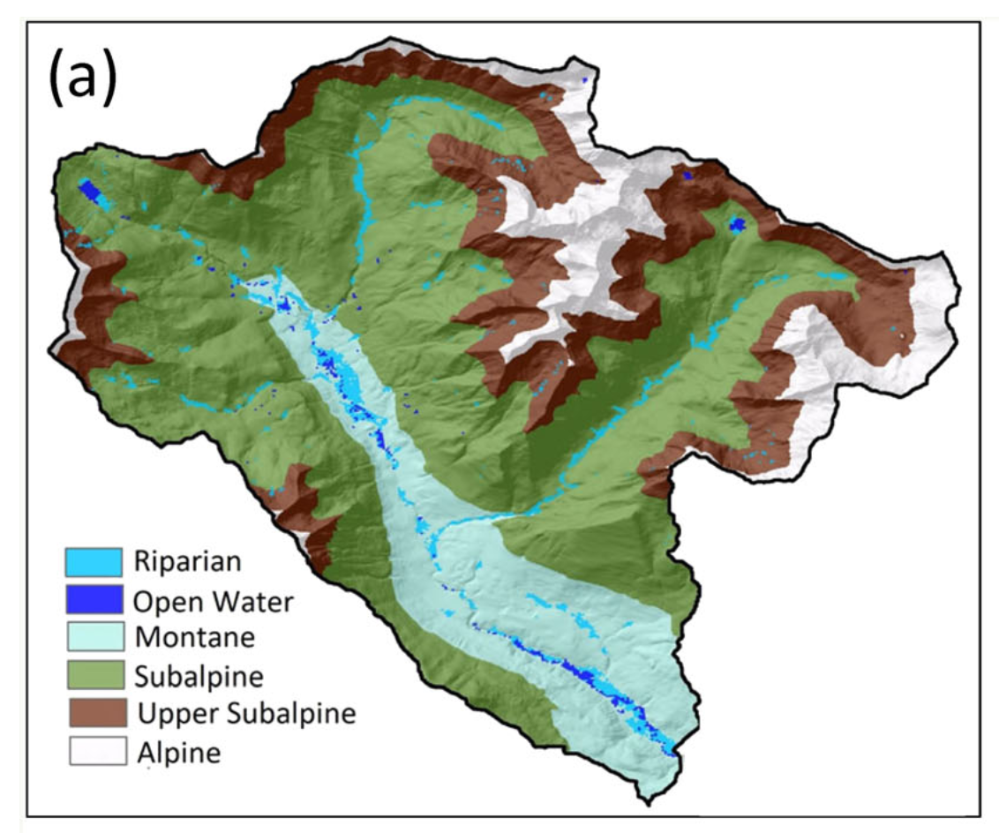 (a)
Riparian
Open Water
Montane
Subalpine
Upper Subalpine
Alpine